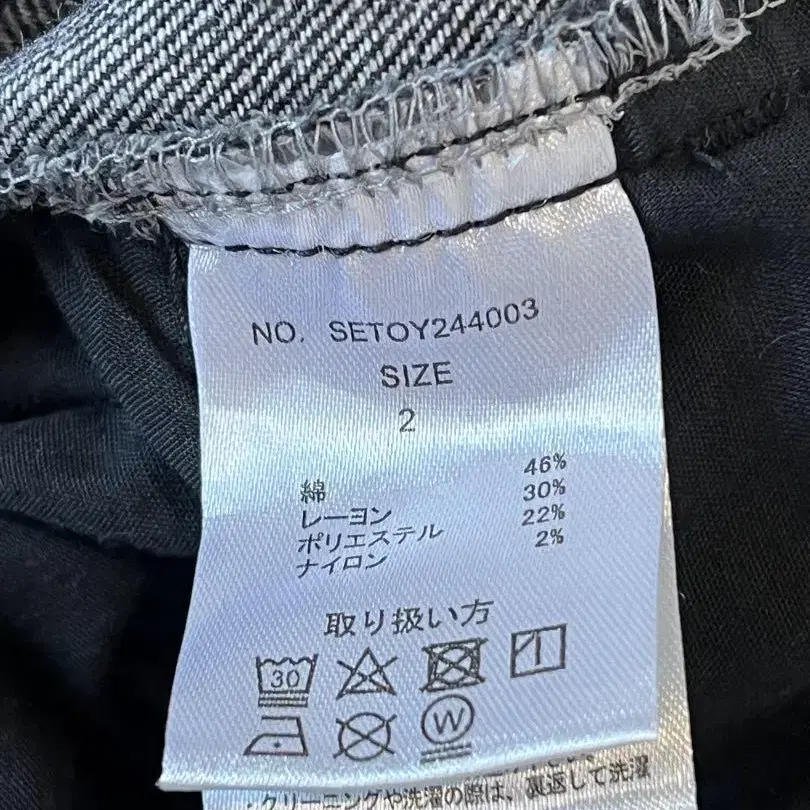 NO. SETOY244003
SIZE
2
綿 46%
レーヨン 30%
ポリエステル 22%
ナイロン 2%
取り扱い方
30
W
・クリーニングや洗濯の際は、裏返して洗濯